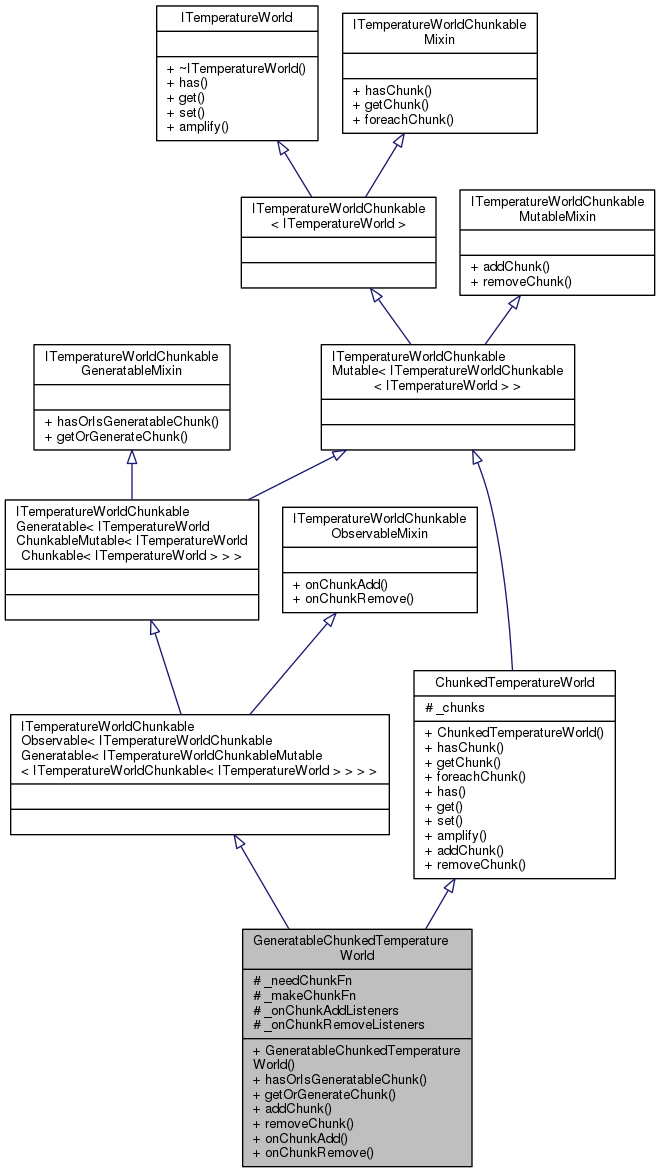 ITemperatureWorld
+ ~ITemperatureWorld()
+ has()
+ get()
+ set()
+ amplify()
ITemperatureWorldChunkable
Mixin
+ hasChunk()
+ getChunk()
+ foreachChunk()
ITemperatureWorldChunkable
< ITemperatureWorld >
ITemperatureWorldChunkable
MutableMixin
+ addChunk()
+ removeChunk()
ITemperatureWorldChunkable
GeneratableMixin
+ hasOrIsGeneratableChunk()
+ getOrGenerateChunk()
ITemperatureWorldChunkable
Mutable< ITemperatureWorldChunkable
< ITemperatureWorld > >
ITemperatureWorldChunkable
Generatable< ITemperatureWorld
ChunkableMutable< ITemperatureWorld
Chunkable< ITemperatureWorld > > >
ITemperatureWorldChunkable
ObservableMixin
+ onChunkAdd()
+ onChunkRemove()
ITemperatureWorldChunkable
Observable< ITemperatureWorldChunkable
Generatable< ITemperatureWorldChunkableMutable
< ITemperatureWorldChunkable< ITemperatureWorld > > > >
ChunkedTemperatureWorld
# _chunks
+ ChunkedTemperatureWorld()
+ hasChunk()
+ getChunk()
+ foreachChunk()
+ has()
+ get()
+ set()
+ amplify()
+ addChunk()
+ removeChunk()
GeneratableChunkedTemperature
World
# _needChunkFn
# _makeChunkFn
# _onChunkAddListeners
# _onChunkRemoveListeners
+ GeneratableChunkedTemperature
World()
+ hasOrIsGeneratableChunk()
+ getOrGenerateChunk()
+ addChunk()
+ removeChunk()
+ onChunkAdd()
+ onChunkRemove()